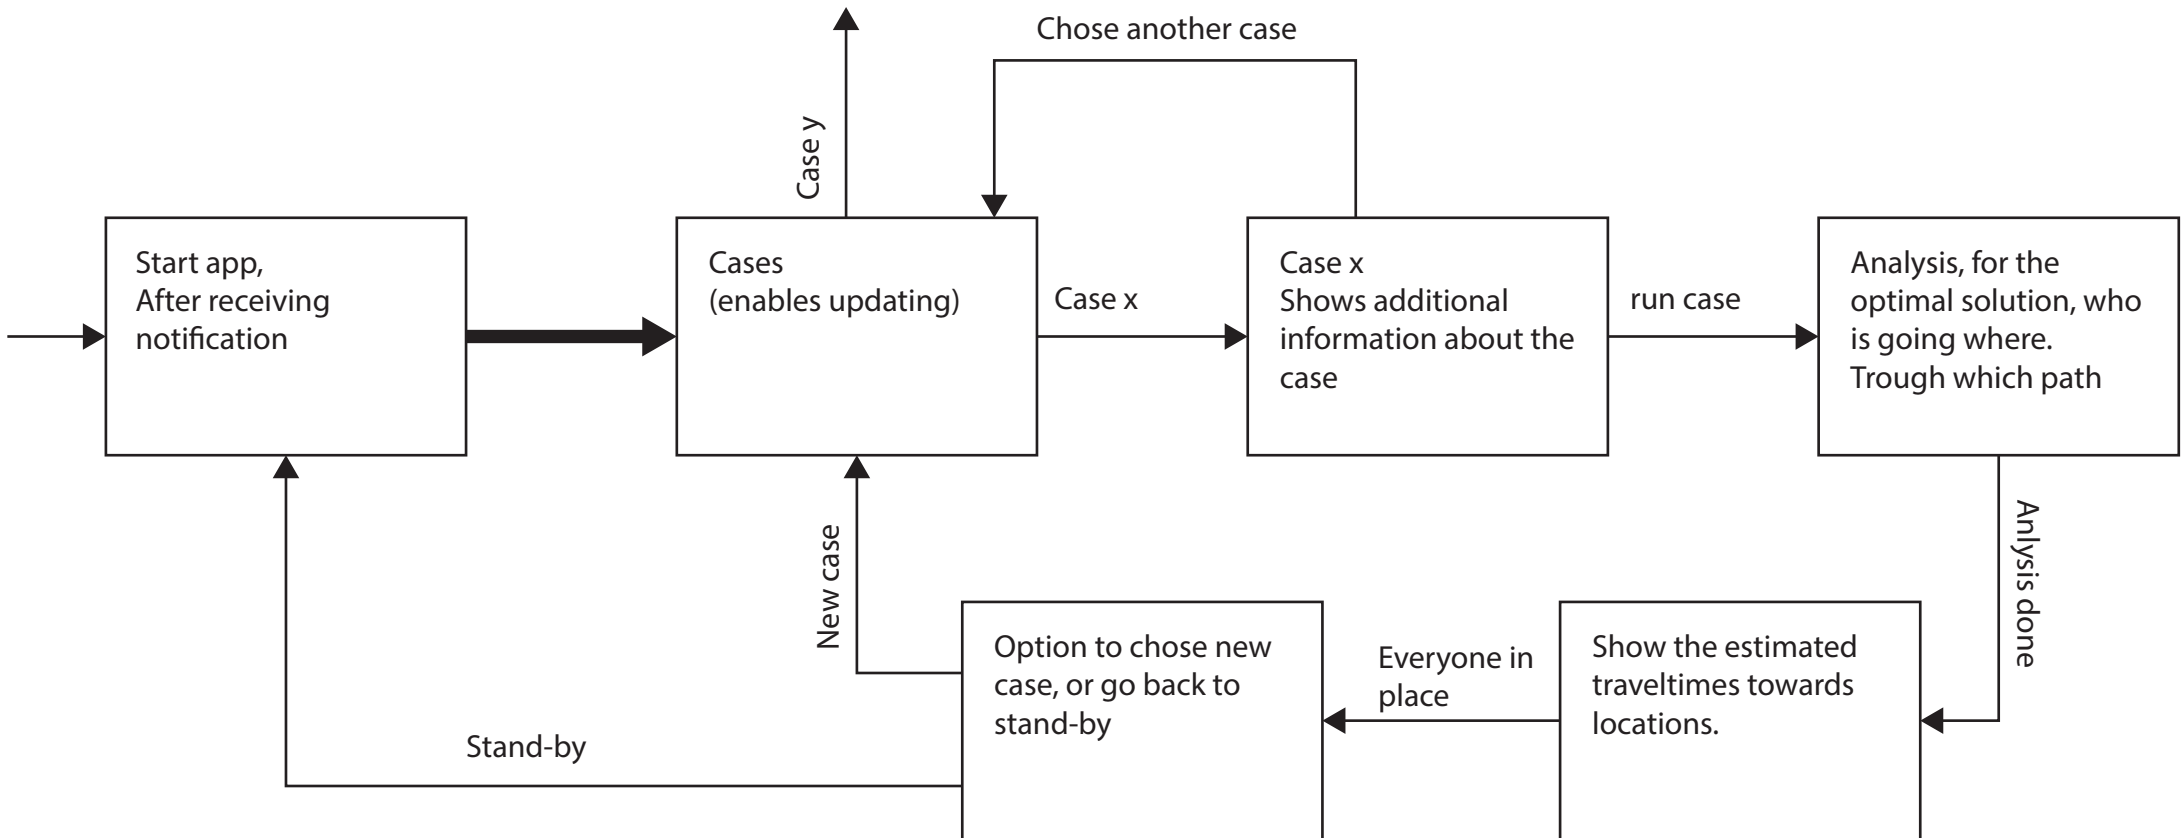 Chose another case
Case y
Start app,
After receiving
notification
Cases
(enables updating)
Case x
Case x
Shows additional
information about the
case
run case
Analysis, for the
optimal solution, who
is going where.
Trough which path
Anlysis done
New case
Option to chose new
case, or go back to
stand-by
Everyone in
place
Show the estimated
traveltimes towards
locations.
Stand-by